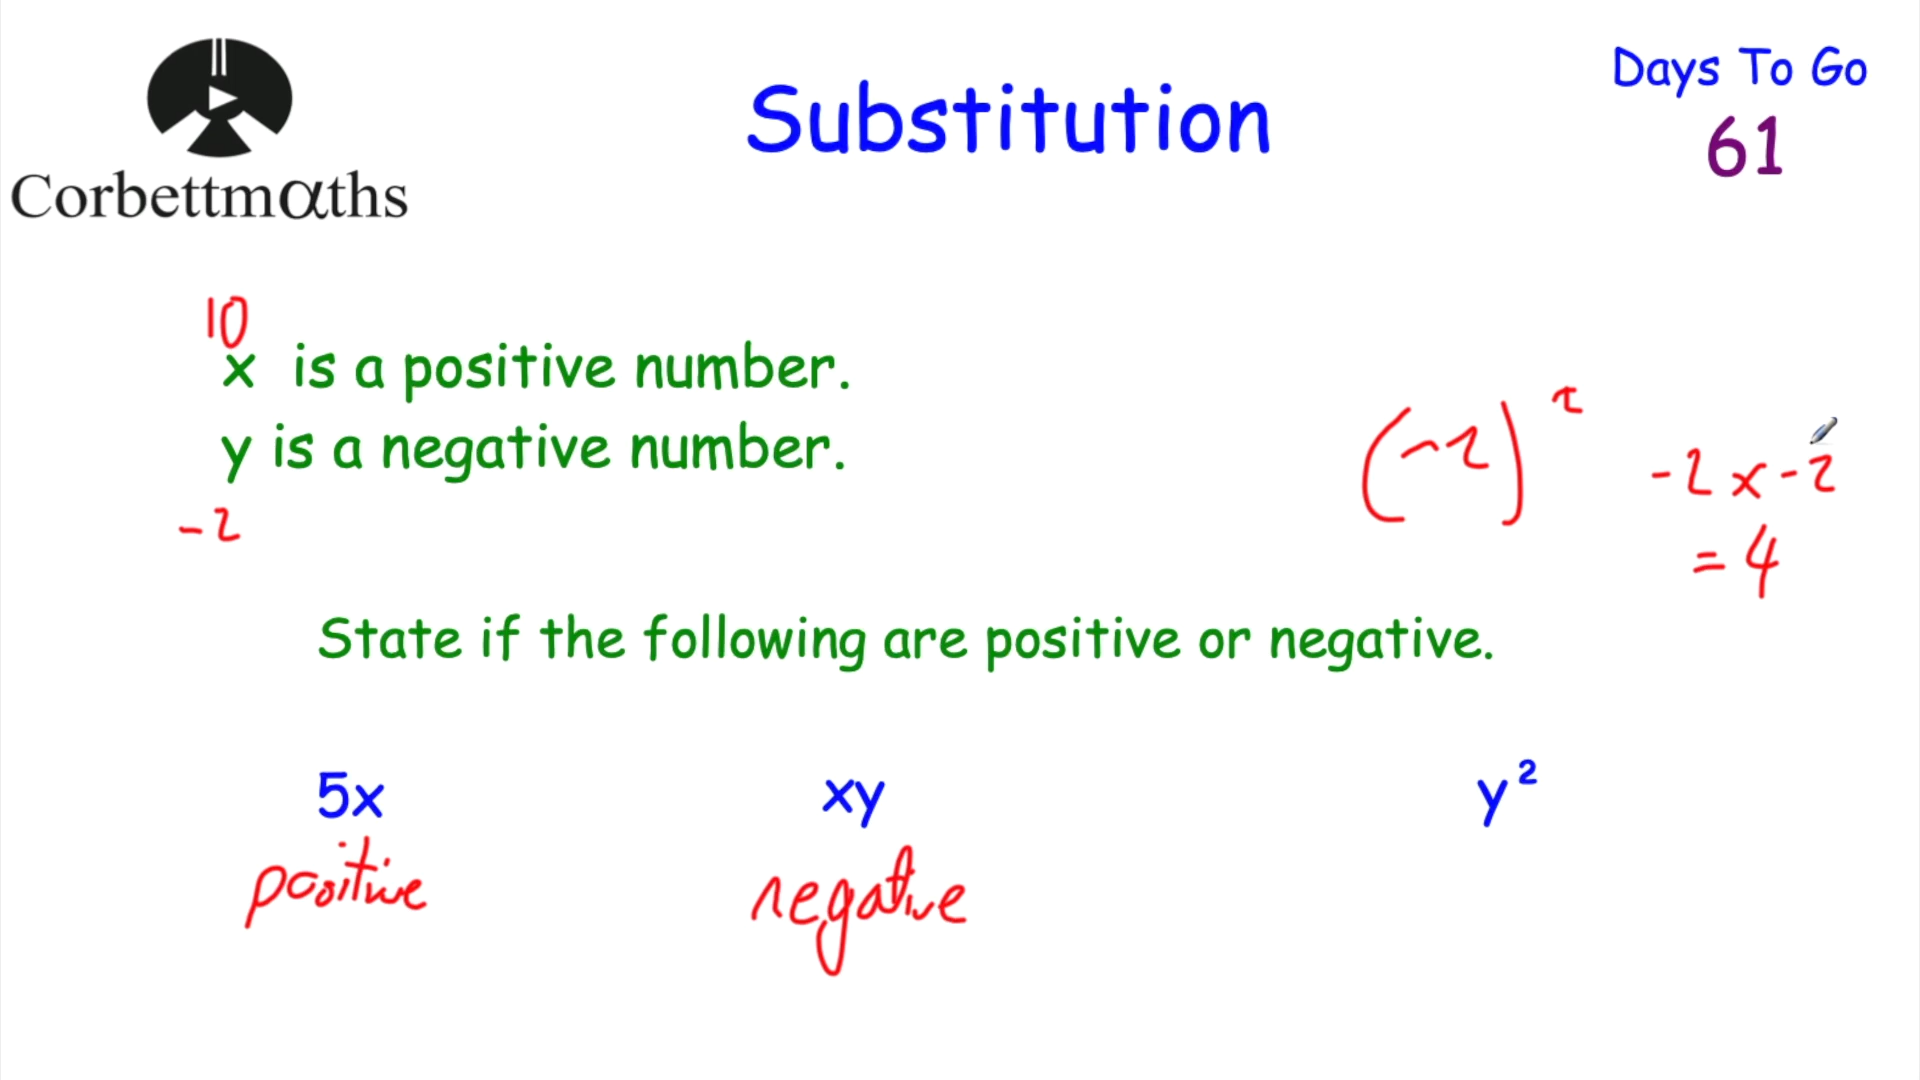 Corbettmαths
Substitution
Days To Go
61
10
x is a positive number.
y is a negative number.
-2
(-2)²
-2 x -2
= 4
State if the following are positive or negative.
5x
xy
y²
positive
negative